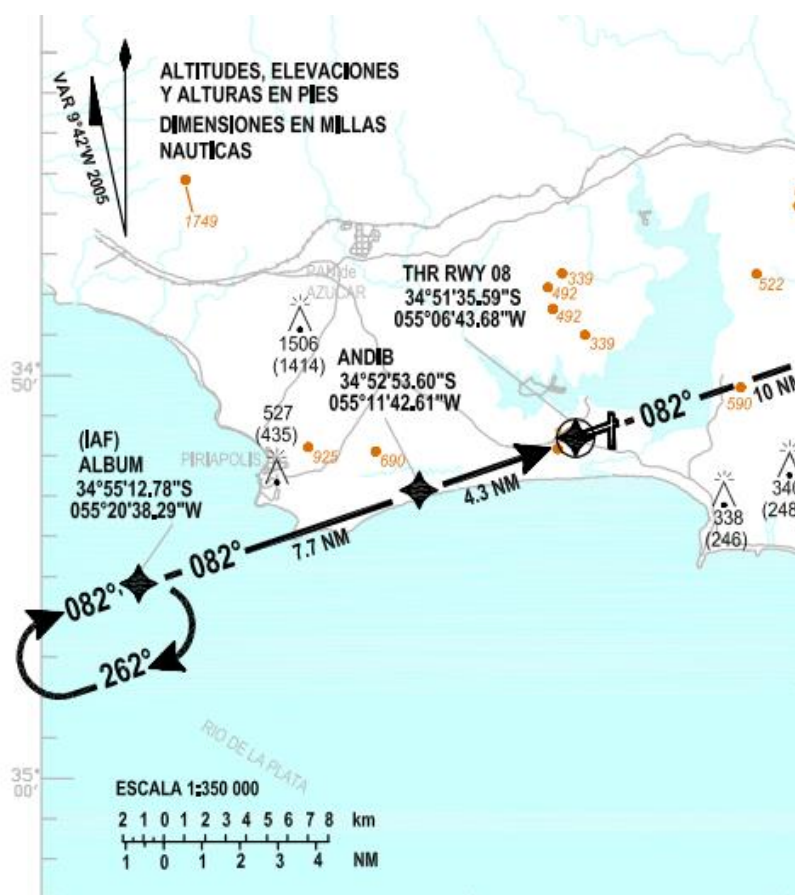 VAR 9°42'W 2005
ALTITUDES, ELEVACIONES
Y ALTURAS EN PIES
DIMENSIONES EN MILLAS
NAUTICAS
1749
PAN de
AZUCAR
THR RWY 08
34°51'35.59"S
055°06'43.68"W
339
492
492
339
522
34°
50'
1506
(1414)
ANDIB
34°52'53.60"S
055°11'42.61"W
590
082°
10 NM
527
(435)
PIRIAPOLIS
925
690
(IAF)
ALBUM
34°55'12.78"S
055°20'38.29"W
4.3 NM
7.7 NM
082°
338
(246)
082°
262°
RIO DE LA PLATA
35°
00'
ESCALA 1:350 000
2 1 0 1 2 3 4 5 6 7 8 km
1 0 1 2 3 4 NM